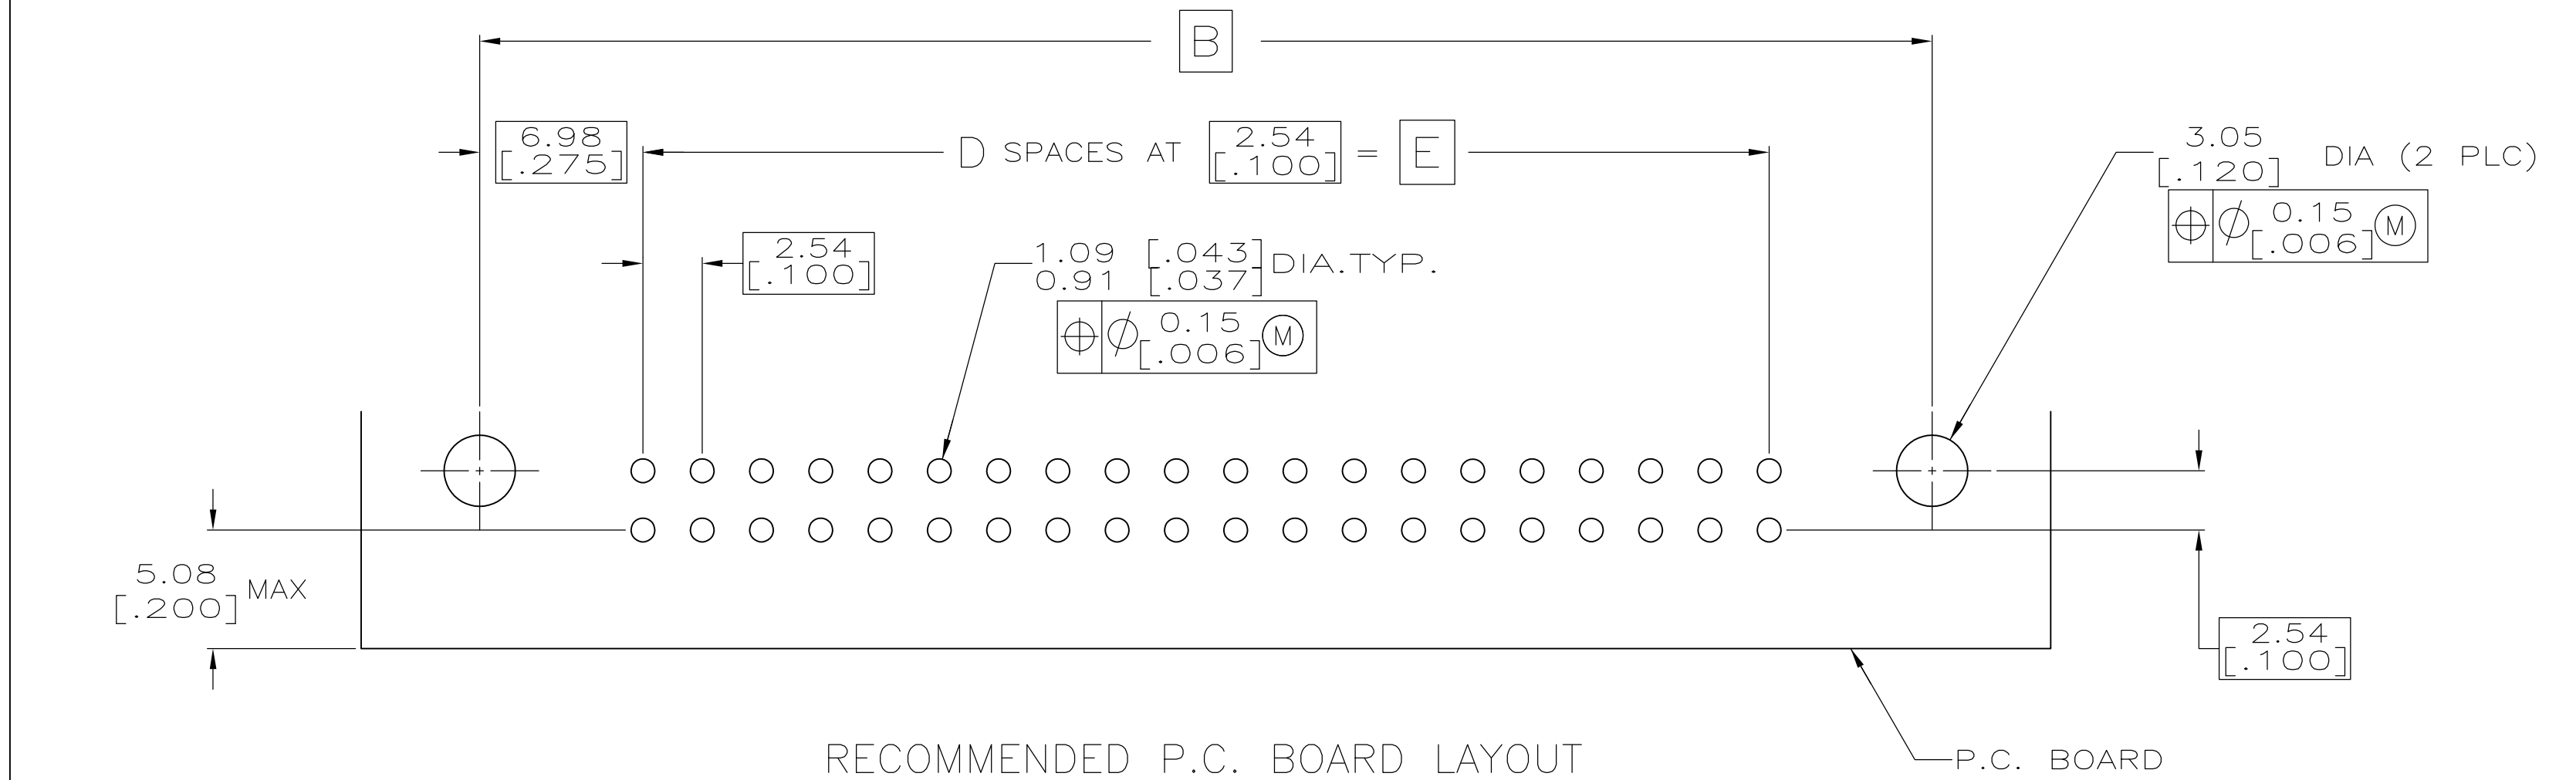 B
6.98
[.275]
D SPACES AT 2.54 [.100] = E
3.05
[.120] DIA (2 PLC)
⌀ 0.15 [.006] Ⓜ
2.54
[.100]
1.09 [.043]
0.91 [.037] DIA.TYP.
⌀ 0.15 [.006] Ⓜ
5.08
[.200] MAX
2.54
[.100]
RECOMMENDED P.C. BOARD LAYOUT
P.C. BOARD